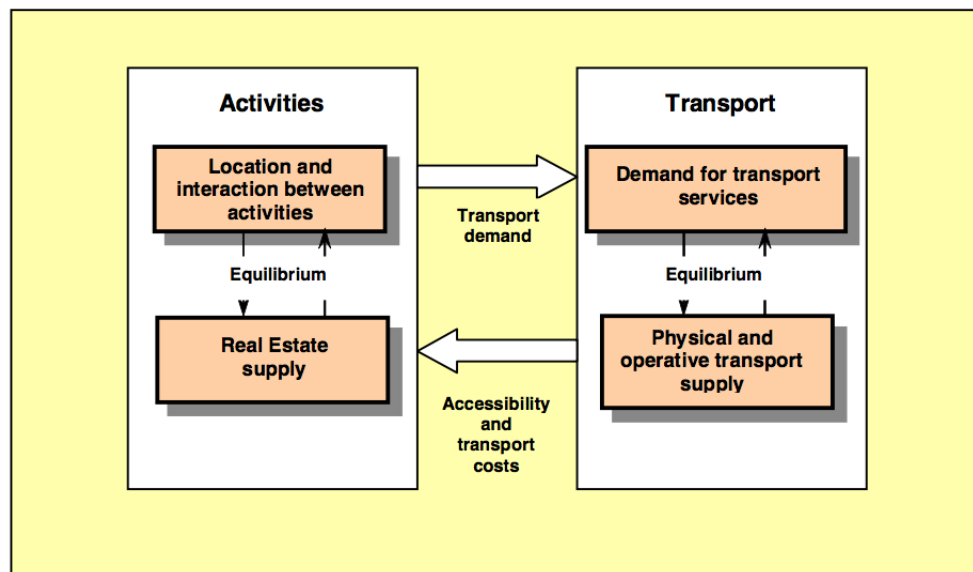 Activities
Location and
interaction between
activities
Equilibrium
Real Estate
supply
Transport
demand
Accessibility
and
transport
costs
Transport
Demand for transport
services
Equilibrium
Physical and
operative transport
supply